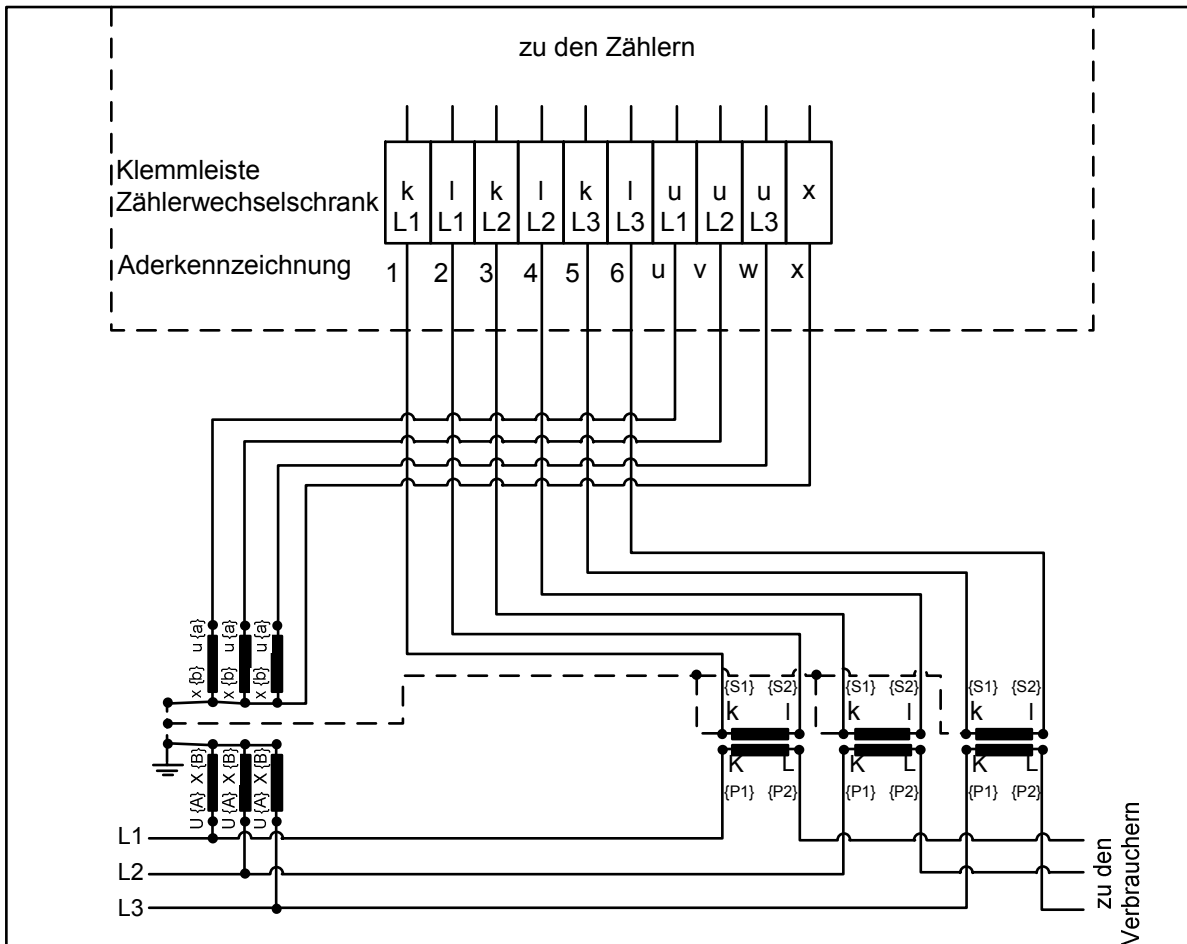 zu den Zählern
Klemmleiste
Zählerwechselschrank
k l k l k l u u u x
L1 L1 L2 L2 L3 L3 L1 L2 L3
Aderkennzeichnung 1 2 3 4 5 6 u v w x
u {a} u {a} u {a}
x {b} x {b} x {b}
{S1} {S2} {S1} {S2} {S1} {S2}
k l k l k l
K L K L K L
{P1} {P2} {P1} {P2} {P1} {P2}
X {B} X {B} X {B}
U {A} U {A} U {A}
L1
L2
L3
zu den
Verbrauchern